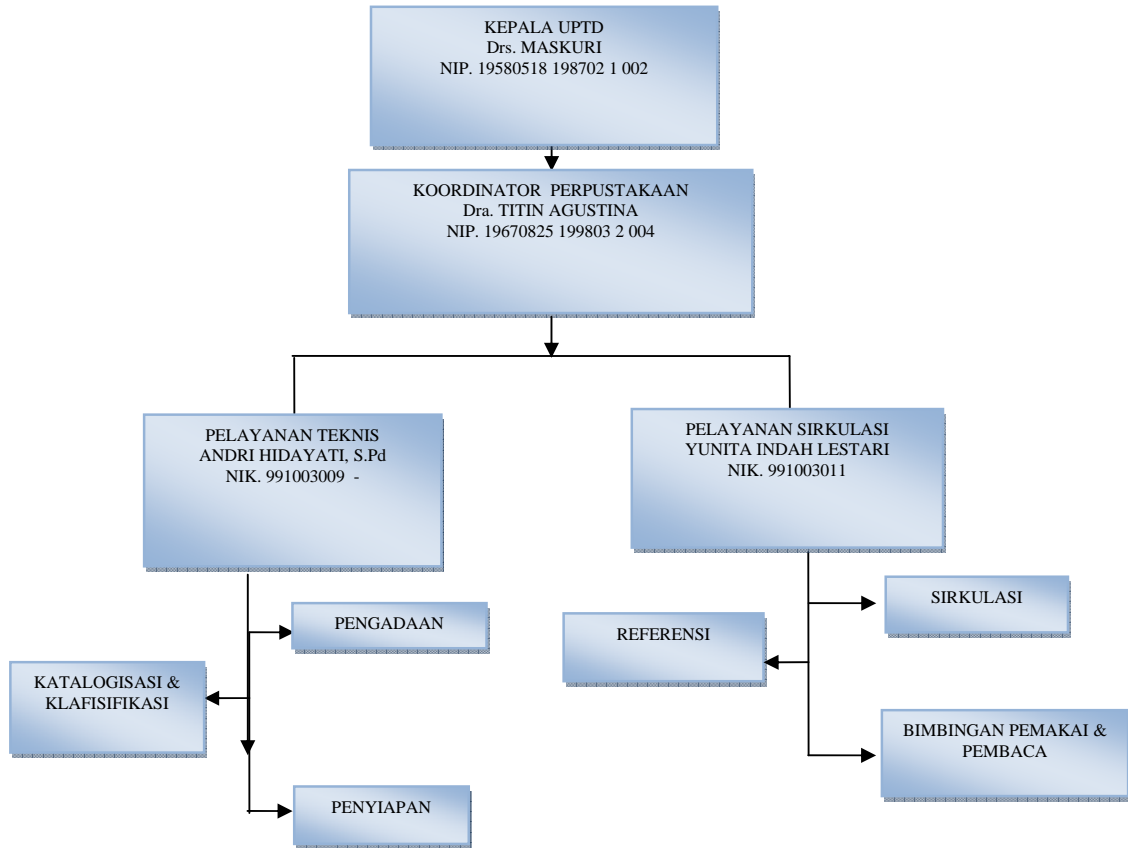 KEPALA UPTD
Drs. MASKURI
NIP. 19580518 198702 1 002
KOORDINATOR PERPUSTAKAAN
Dra. TITIN AGUSTINA
NIP. 19670825 199803 2 004
PELAYANAN TEKNIS
ANDRI HIDAYATI, S.Pd
NIK. 991003009 -
PELAYANAN SIRKULASI
YUNITA INDAH LESTARI
NIK. 991003011
PENGADAAN
KATALOGISASI &
KLAFISIFIKASI
PENYIAPAN
SIRKULASI
REFERENSI
BIMBINGAN PEMAKAI &
PEMBACA